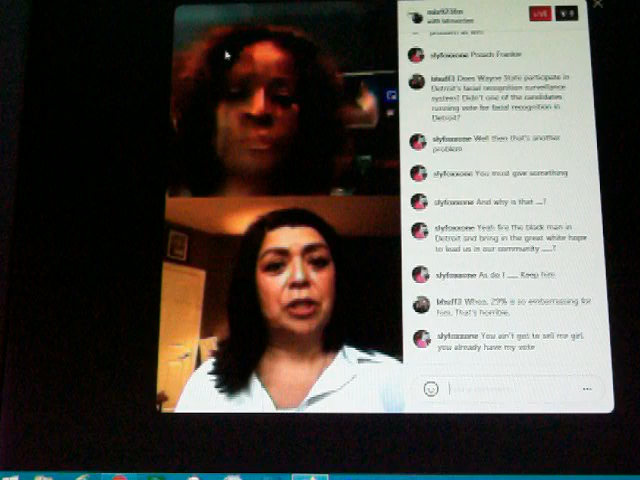 LIVE
slyfoxxone Preach Frankie
bhuff3 Does Wayne State participate in
Detroit's facial recognition surveillance
system? Didn't one of the candidates
running vote for facial recognition in
Detroit?
slyfoxxone Well then that's another
problem
slyfoxxone You must give something
slyfoxxone And why is that ....?
slyfoxxone Yeah fire the black man in
Detroit and bring in the great white hope
to lead us in our community ....?
slyfoxxone As do I .... Keep him
bhuff3 Whoa, 29% is so embarrassing for
him. That's horrible.
slyfoxxone You ain't got to sell me girl,
you already have my vote